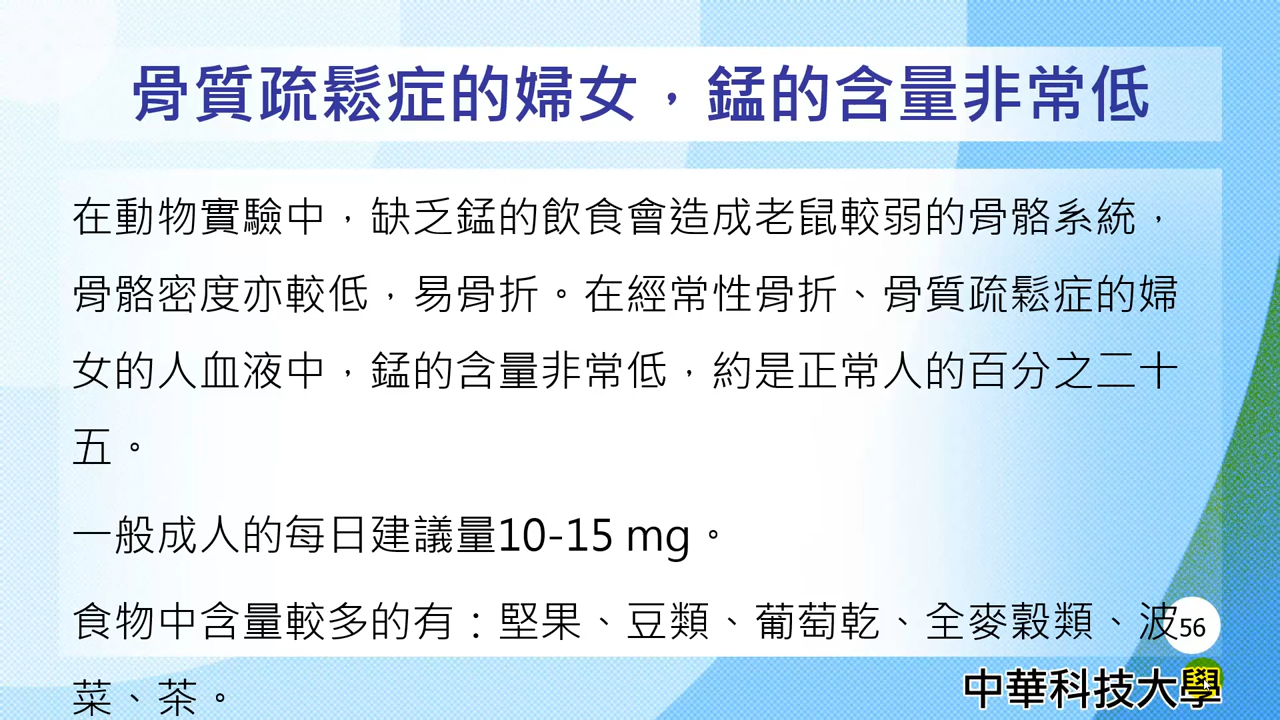 骨質疏鬆症的婦女，錳的含量非常低
在動物實驗中，缺乏錳的飲食會造成老鼠較弱的骨骼系統，
骨骼密度亦較低，易骨折。在經常性骨折、骨質疏鬆症的婦
女的人血液中，錳的含量非常低，約是正常人的百分之二十
五。
一般成人的每日建議量10-15 mg。
食物中含量較多的有：堅果、豆類、葡萄乾、全麥穀類、波
菜、茶。
56
中華科技大學